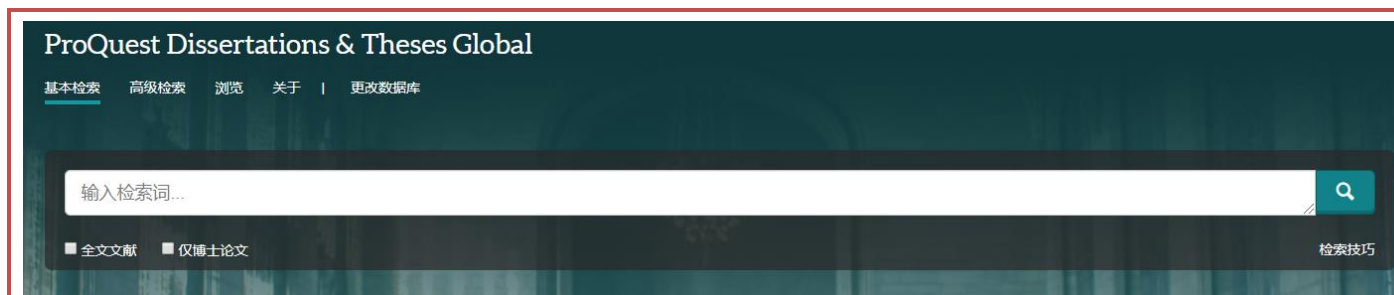 ProQuest Dissertations & Theses Global
基本检索 高级检索 浏览 关于 | 更改数据库
输入检索词...
全文文献 仅博士论文 检索技巧